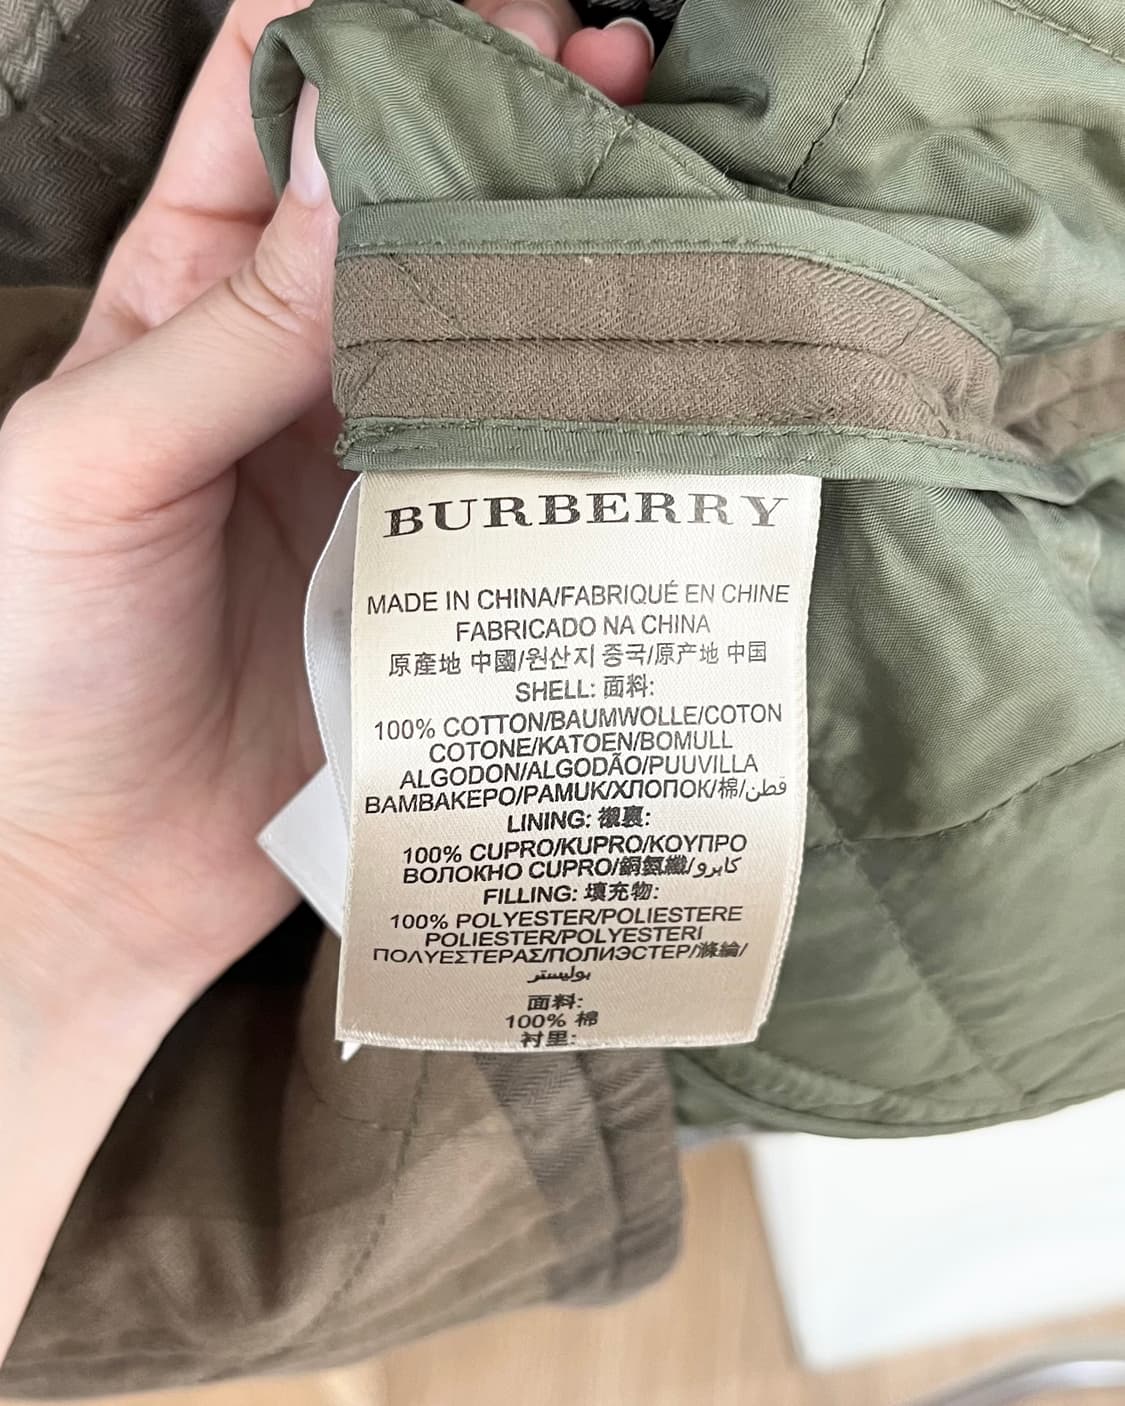 BURBERRY
MADE IN CHINA/FABRIQUÉ EN CHINE
FABRICADO NA CHINA
原産地 中國/원산지 중국/原产地 中国
SHELL: 面料:
100% COTTON/BAUMWOLLE/COTON
COTONE/KATOEN/BOMULL
ALGODON/ALGODÃO/PUUVILLA
ΒΑΜΒΑΚΕΡΟ/PAMUK/ХЛОПОК/棉/قطن
LINING: 襯裏:
100% CUPRO/KUPRO/ΚΟΥΠΡΟ
ВОЛОКНО CUPRO/銅氨纖/كابرو
FILLING: 填充物:
100% POLYESTER/POLIESTERE
POLIESTER/POLYESTERI
ΠΟΛΥΕΣΤΕΡΑΣ/ПОЛИЭСТЕР/滌綸/
بوليستر
面料:
100% 棉
衬里: